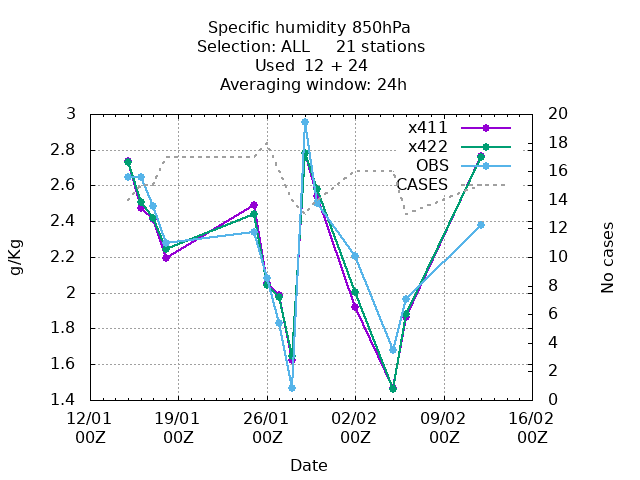 Specific humidity 850hPa
Selection: ALL     21 stations
Used  12 + 24
Averaging window: 24h
3
2.8
2.6
2.4
2.2
2
1.8
1.6
1.4
g/Kg
x411
x422
OBS
CASES
20
18
16
14
12
10
8
6
4
2
0
No cases
12/01 19/01 26/01 02/02 09/02 16/02
00Z 00Z 00Z 00Z 00Z 00Z
Date